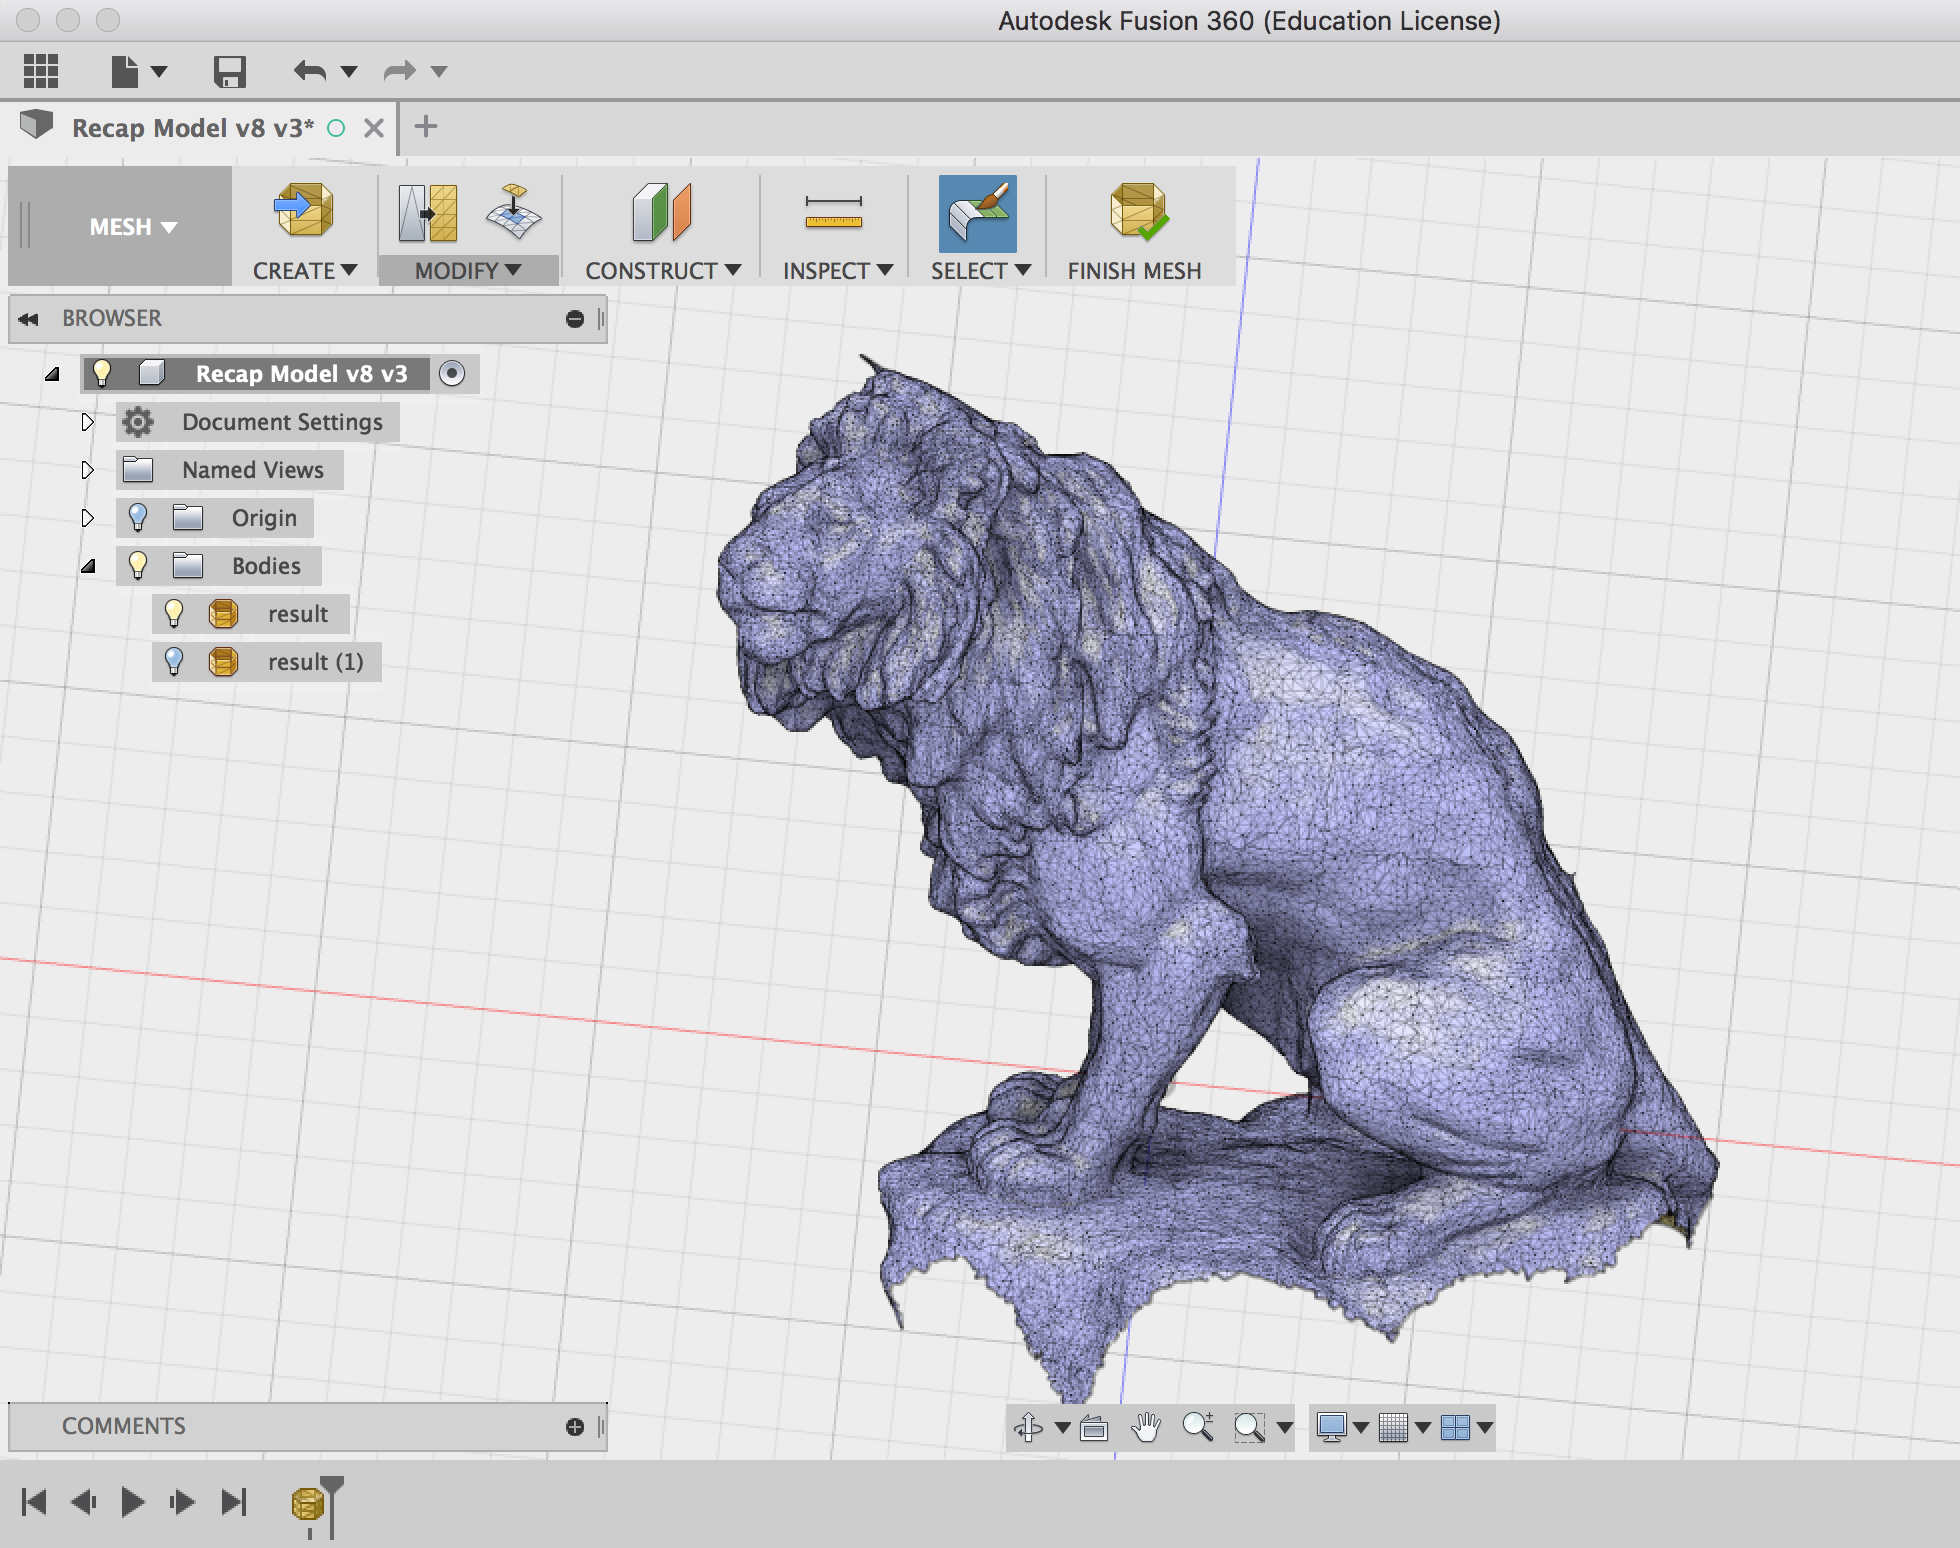 Autodesk Fusion 360 (Education License)
Recap Model v8 v3*
MESH
CREATE
MODIFY
CONSTRUCT
INSPECT
SELECT
FINISH MESH
BROWSER
Recap Model v8 v3
Document Settings
Named Views
Origin
Bodies
result
result (1)
COMMENTS